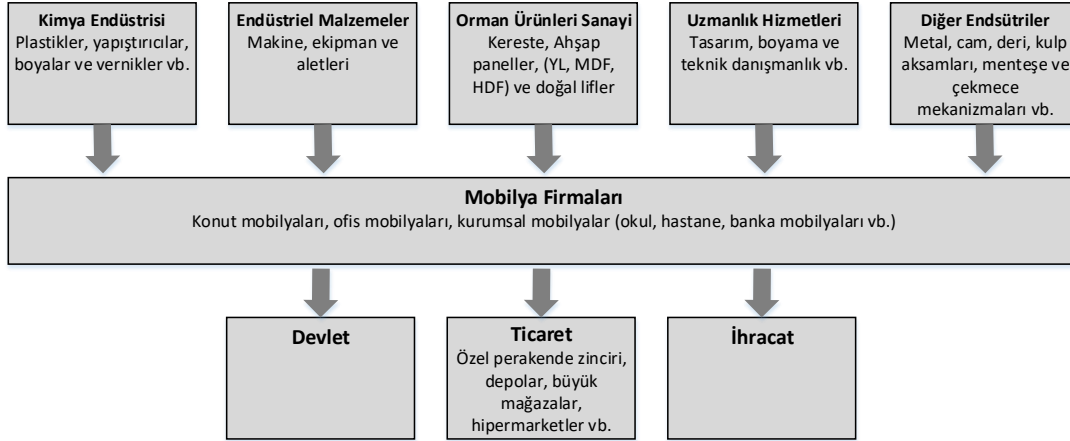 Kimya Endüstrisi
Plastikler, yapıştırıcılar,
boyalar ve vernikler vb.
Endüstriel Malzemeler
Makine, ekipman ve
aletleri
Orman Ürünleri Sanayi
Kereste, Ahşap
paneller, (YL, MDF,
HDF) ve doğal lifler
Uzmanlık Hizmetleri
Tasarım, boyama ve
teknik danışmanlık vb.
Diğer Endsütriler
Metal, cam, deri, kulp
aksamları, menteşe ve
çekmece
mekanizmaları vb.
Mobilya Firmaları
Konut mobilyaları, ofis mobilyaları, kurumsal mobilyalar (okul, hastane, banka mobilyaları vb.)
Devlet
Ticaret
Özel perakende zinciri,
depolar, büyük
mağazalar,
hipermarketler vb.
İhracat